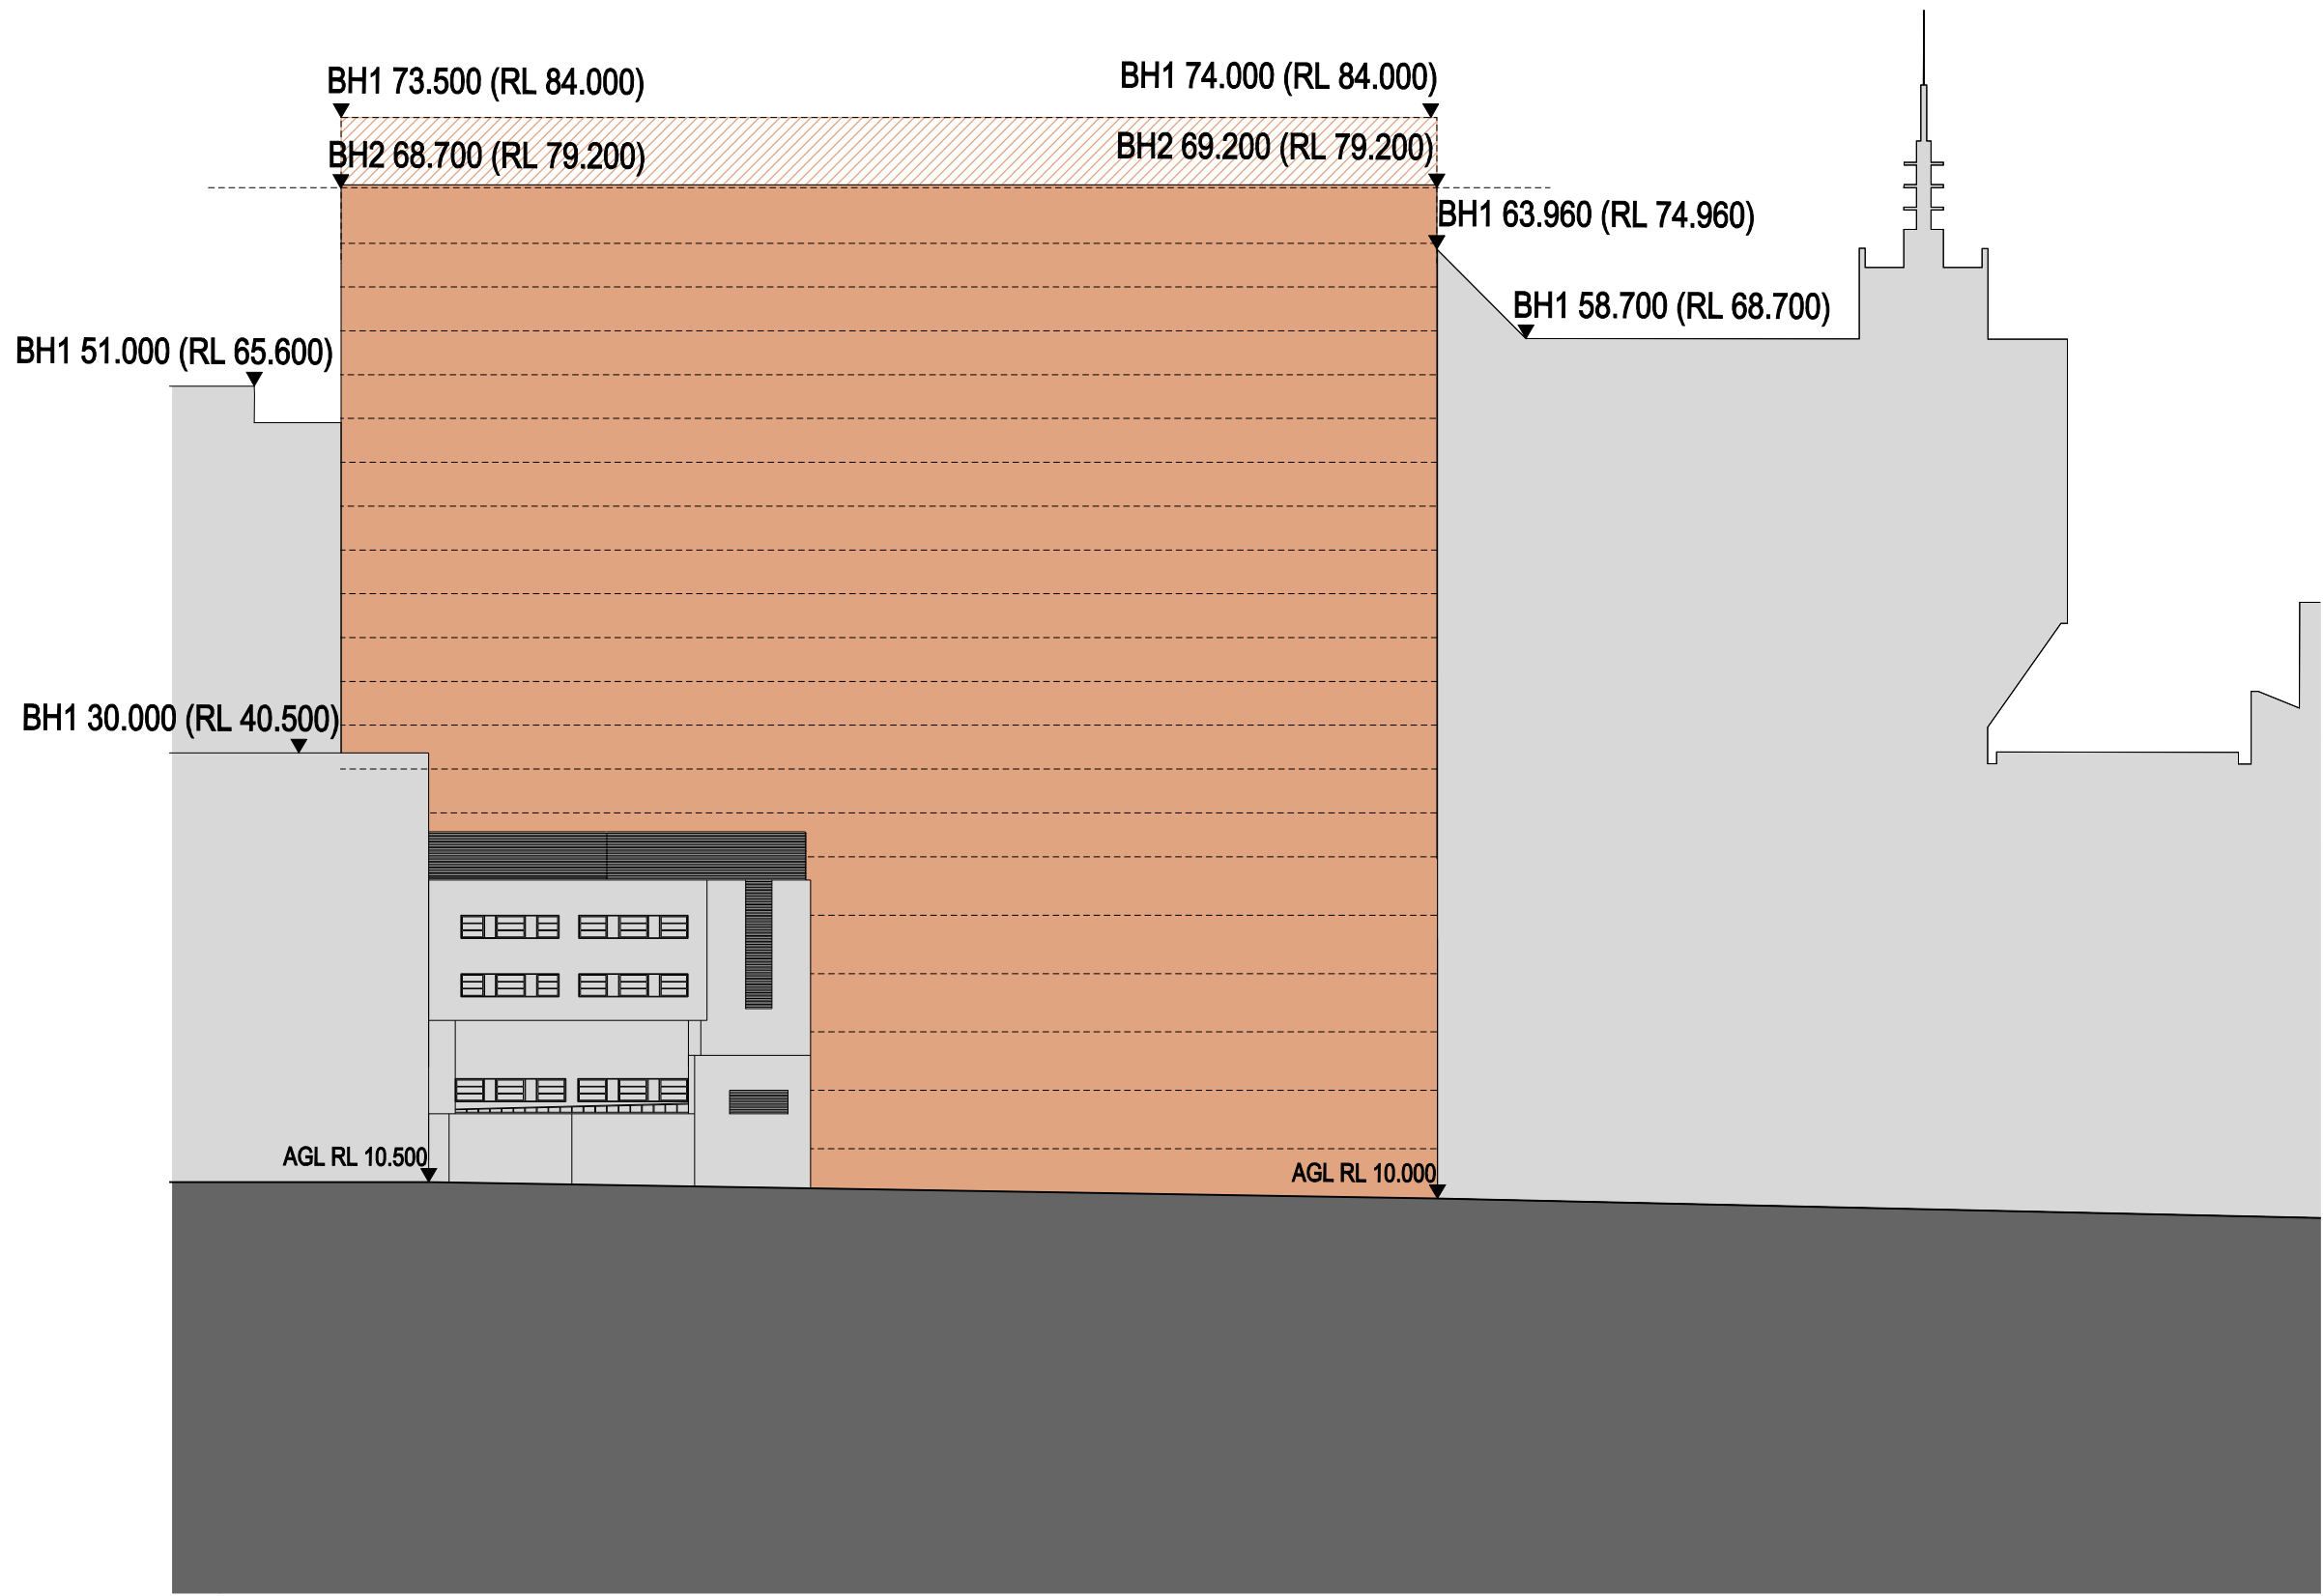 BH1 73.500 (RL 84.000)
BH1 74.000 (RL 84.000)
BH2 68.700 (RL 79.200)
BH2 69.200 (RL 79.200)
BH1 63.960 (RL 74.960)
BH1 58.700 (RL 68.700)
BH1 51.000 (RL 65.600)
BH1 30.000 (RL 40.500)
AGL RL 10.500
AGL RL 10.000